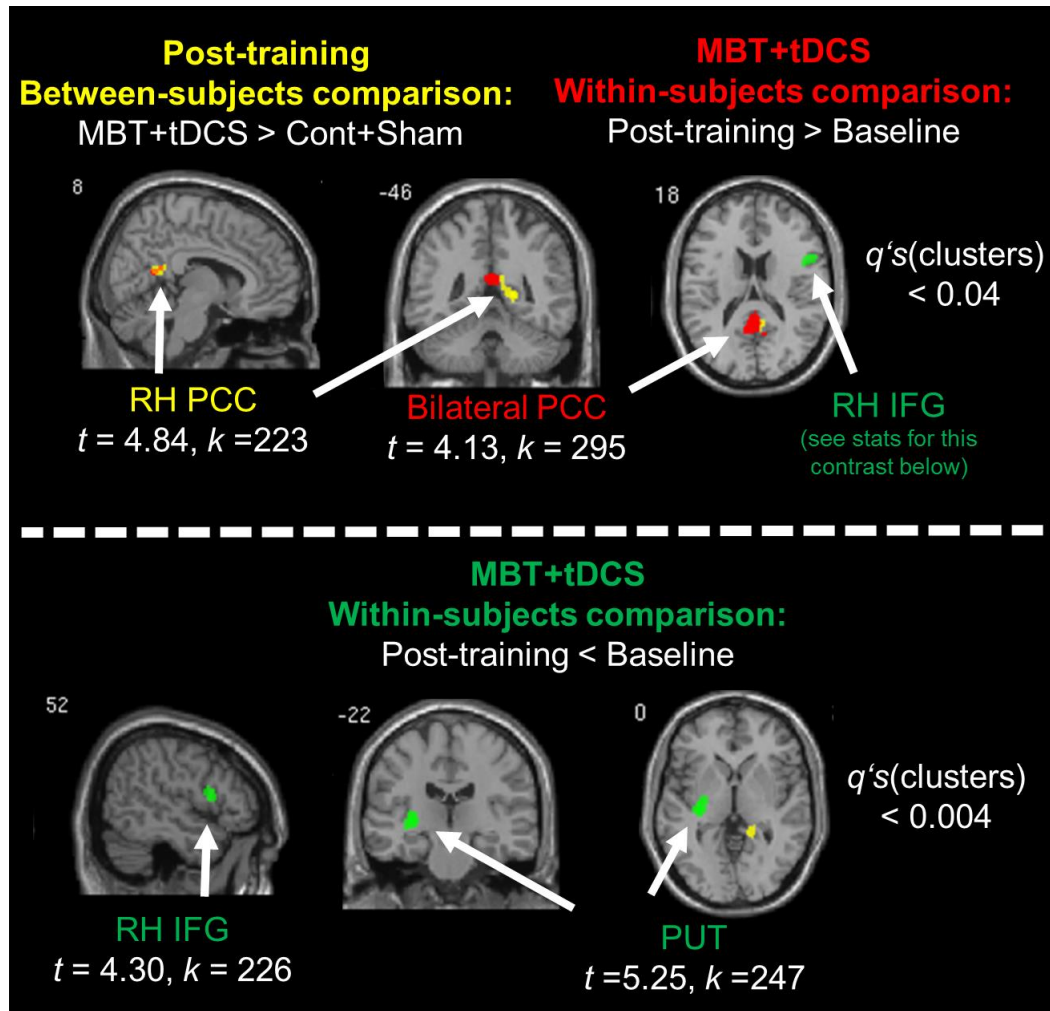 Post-training
Between-subjects comparison:
MBT+tDCS > Cont+Sham
MBT+tDCS
Within-subjects comparison:
Post-training > Baseline
8
-46
18
q's(clusters)
< 0.04
RH PCC
t = 4.84, k =223
Bilateral PCC
t = 4.13, k = 295
RH IFG
(see stats for this
contrast below)
MBT+tDCS
Within-subjects comparison:
Post-training < Baseline
52
-22
0
q‘s(clusters)
< 0.004
RH IFG
t = 4.30, k = 226
PUT
t =5.25, k =247